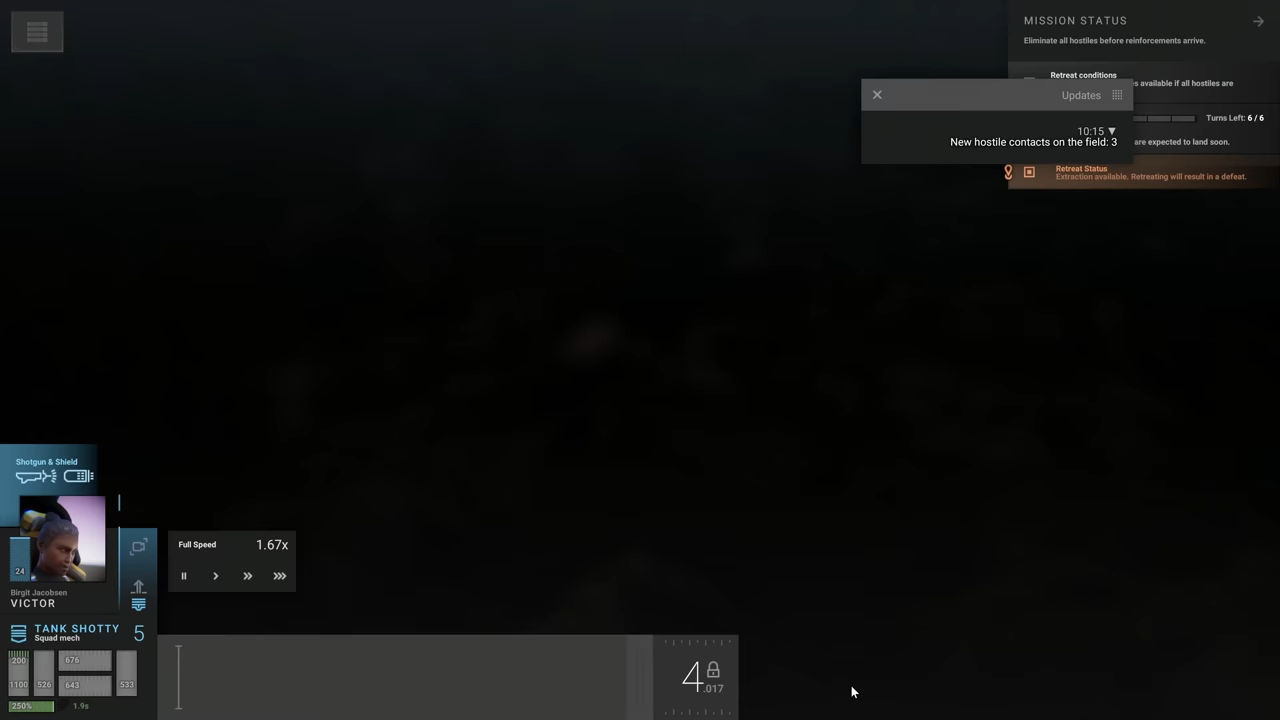 MISSION STATUS
Eliminate all hostiles before reinforcements arrive.
Retreat conditions
s available if all hostiles are
Updates
Turns Left: 6 / 6
10:15
New hostile contacts on the field: 3
are expected to land soon.
Retreat Status
Extraction available. Retreating will result in a defeat.
Shotgun & Shield
24
Birgit Jacobsen
VICTOR
Full Speed 1.67x
TANK SHOTTY 5
Squad mech
200 676
1100 526 643 533
250% 1.9s
4.017